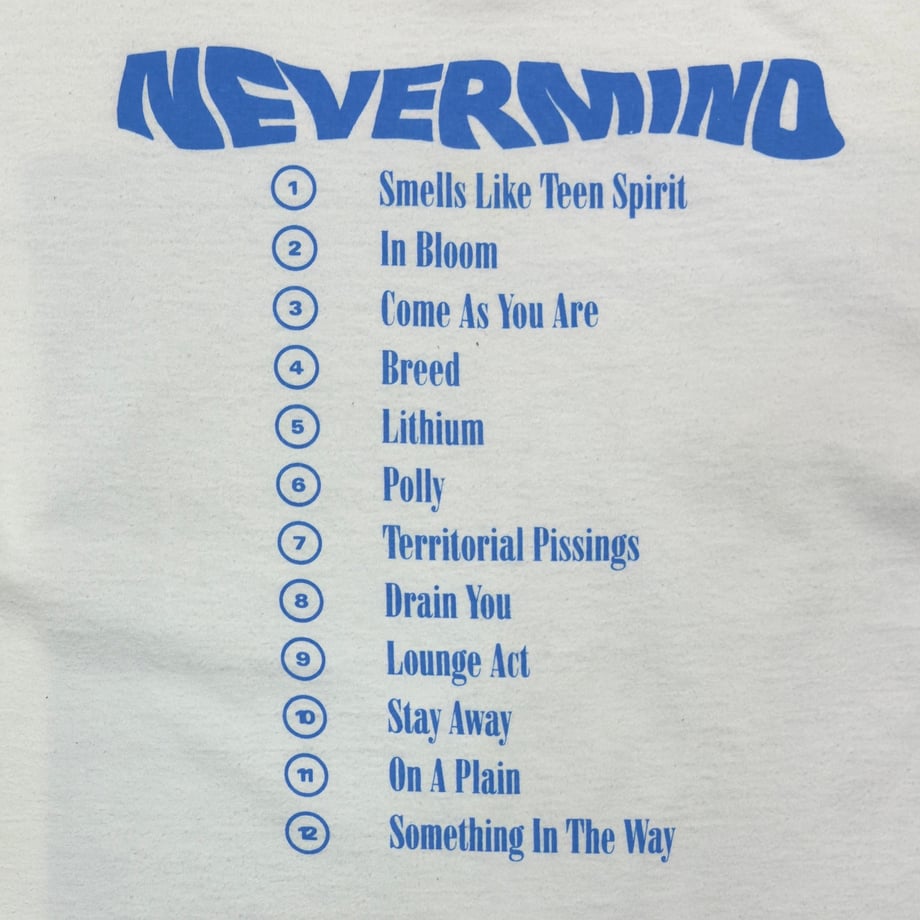 NEVERMIND
1 Smells Like Teen Spirit
2 In Bloom
3 Come As You Are
4 Breed
5 Lithium
6 Polly
7 Territorial Pissings
8 Drain You
9 Lounge Act
10 Stay Away
11 On A Plain
12 Something In The Way